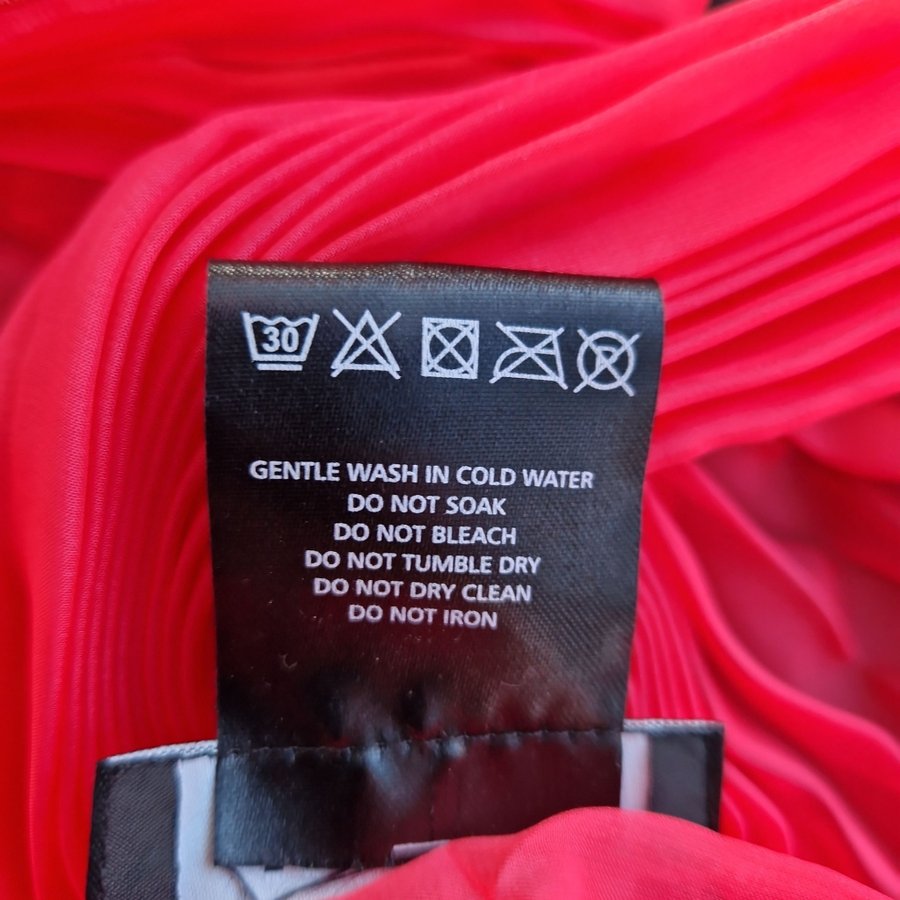 30
GENTLE WASH IN COLD WATER
DO NOT SOAK
DO NOT BLEACH
DO NOT TUMBLE DRY
DO NOT DRY CLEAN
DO NOT IRON